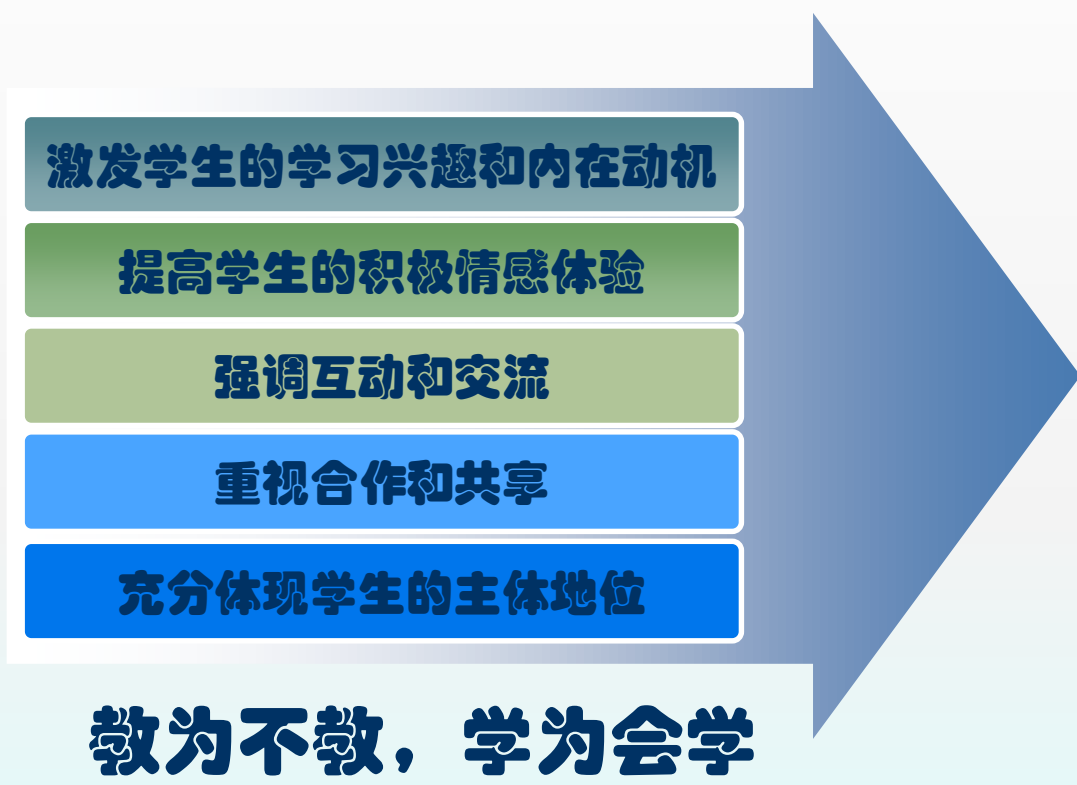 激发学生的学习兴趣和内在动机
提高学生的积极情感体验
强调互动和交流
重视合作和共享
充分体现学生的主体地位
教为不教，学为会学